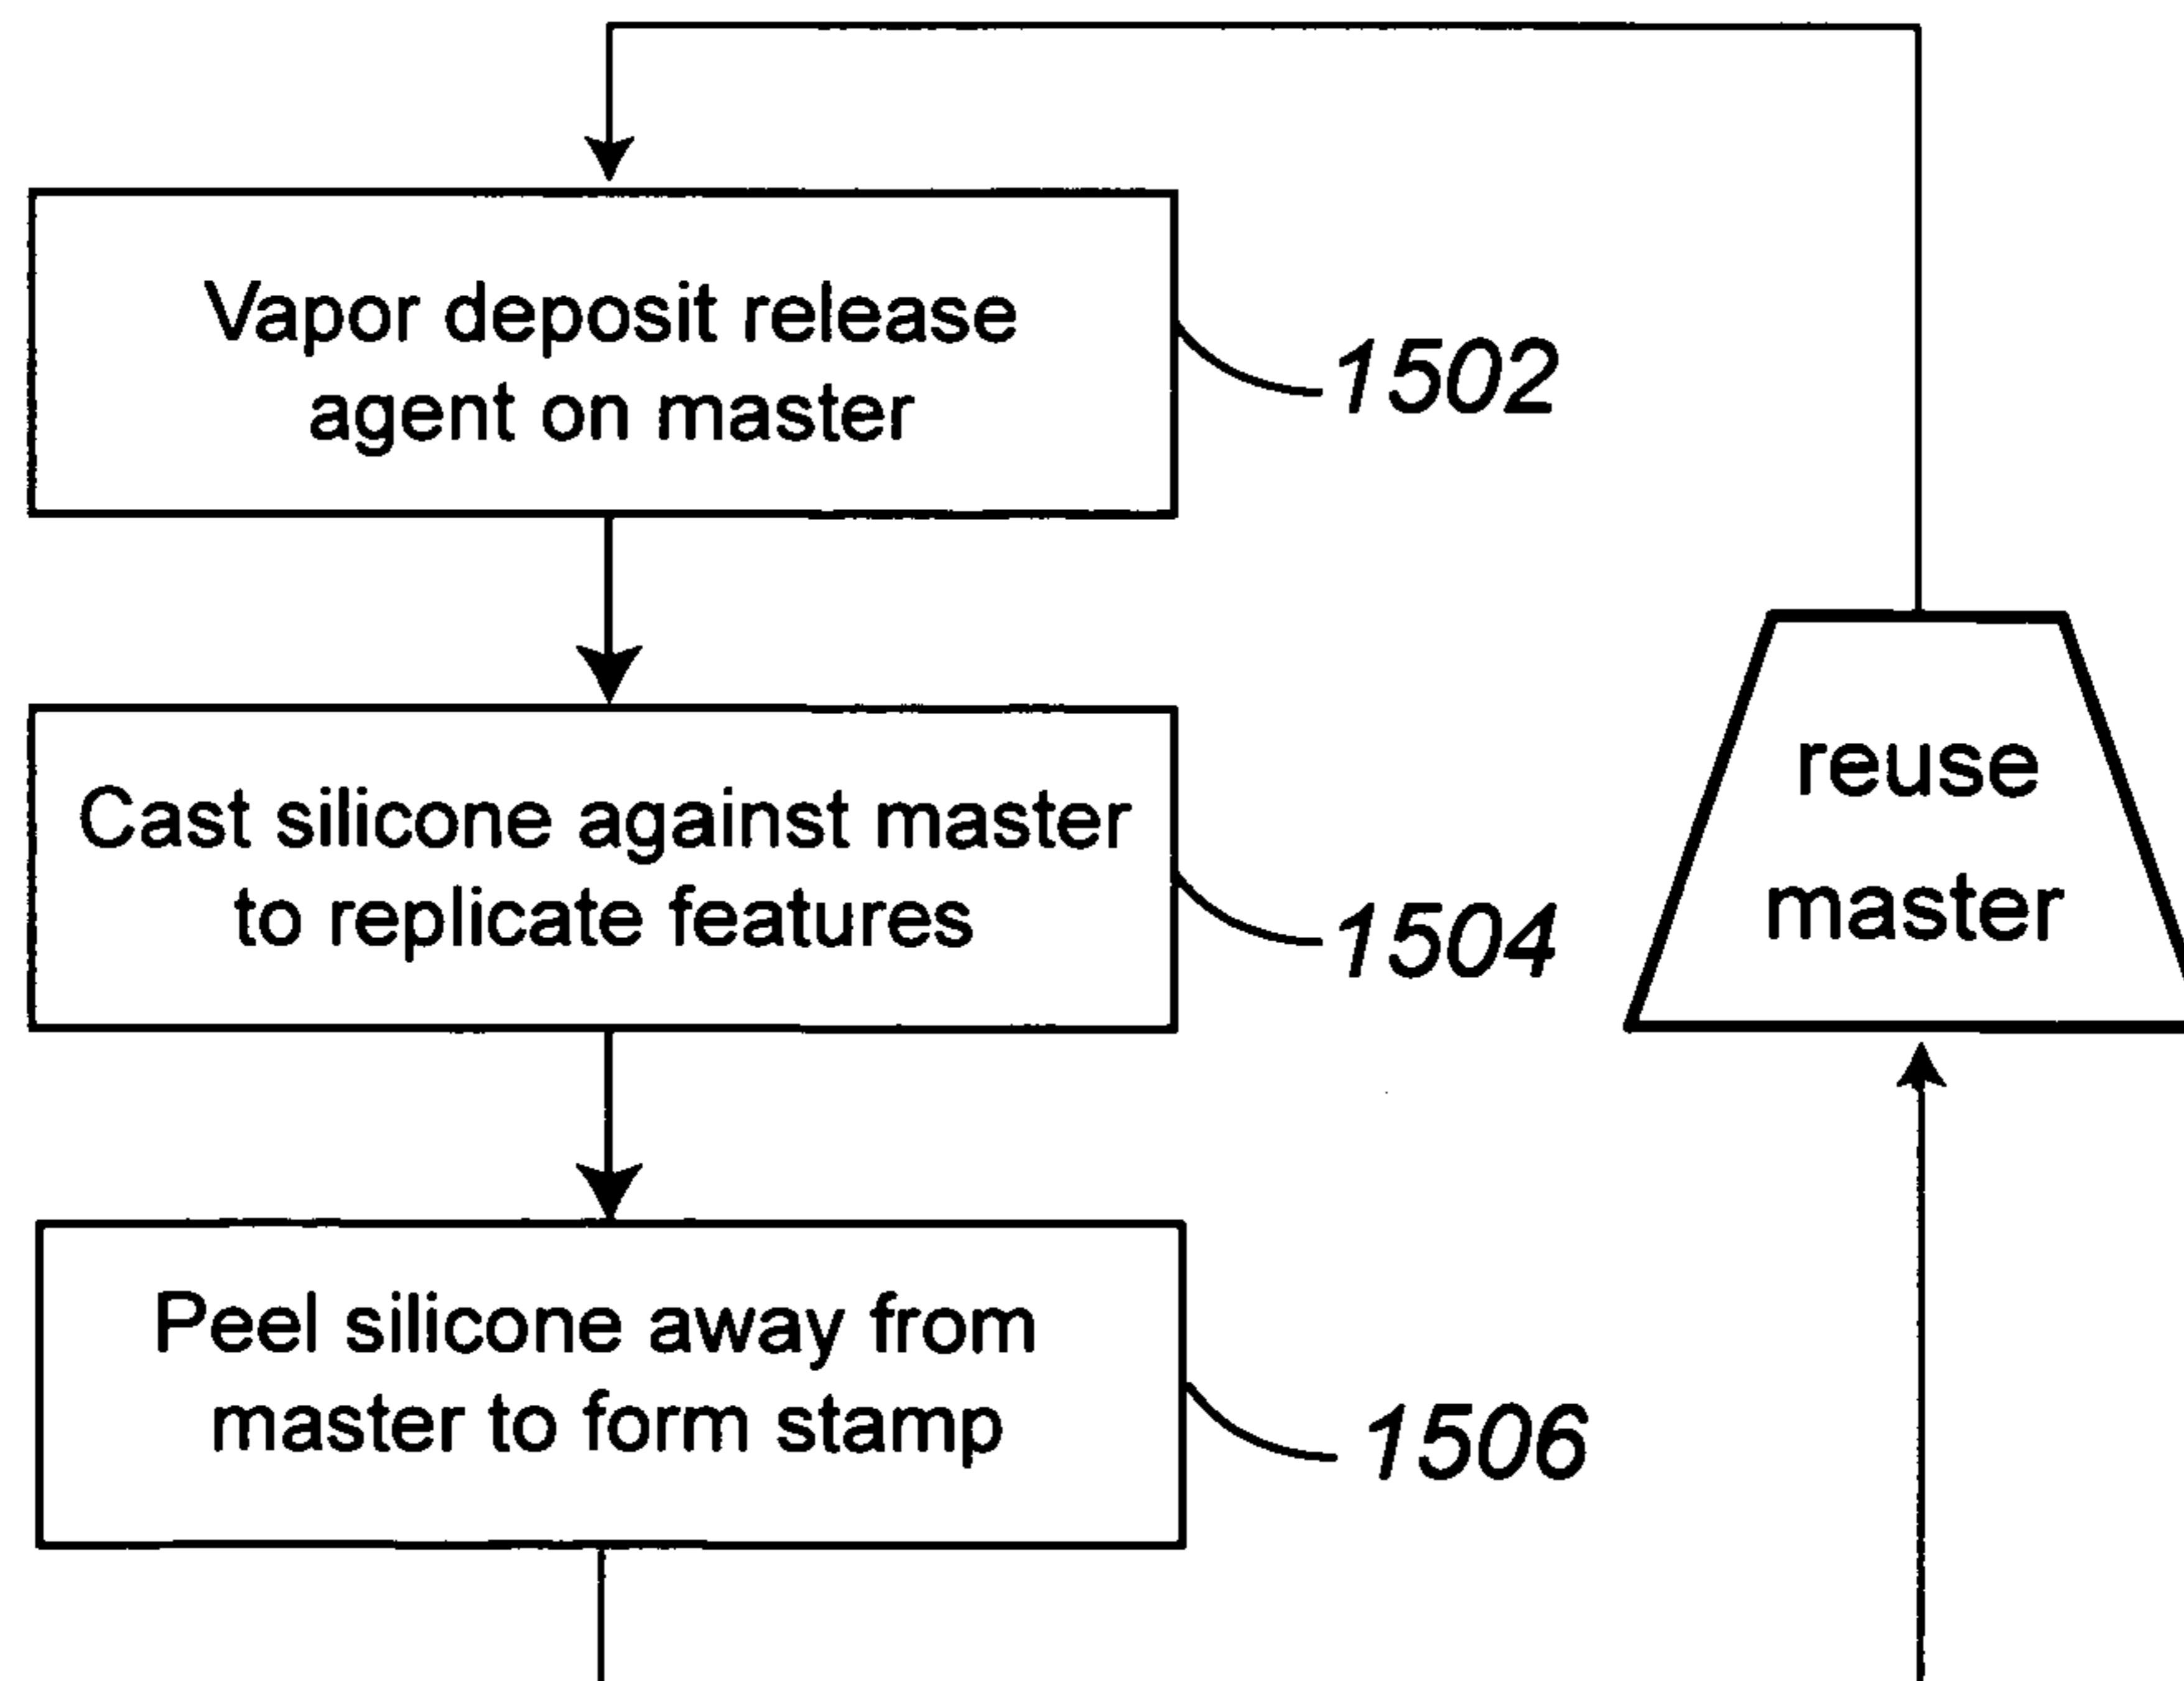 Vapor deposit release
agent on master
1502
Cast silicone against master
to replicate features
1504
reuse
master
Peel silicone away from
master to form stamp
1506